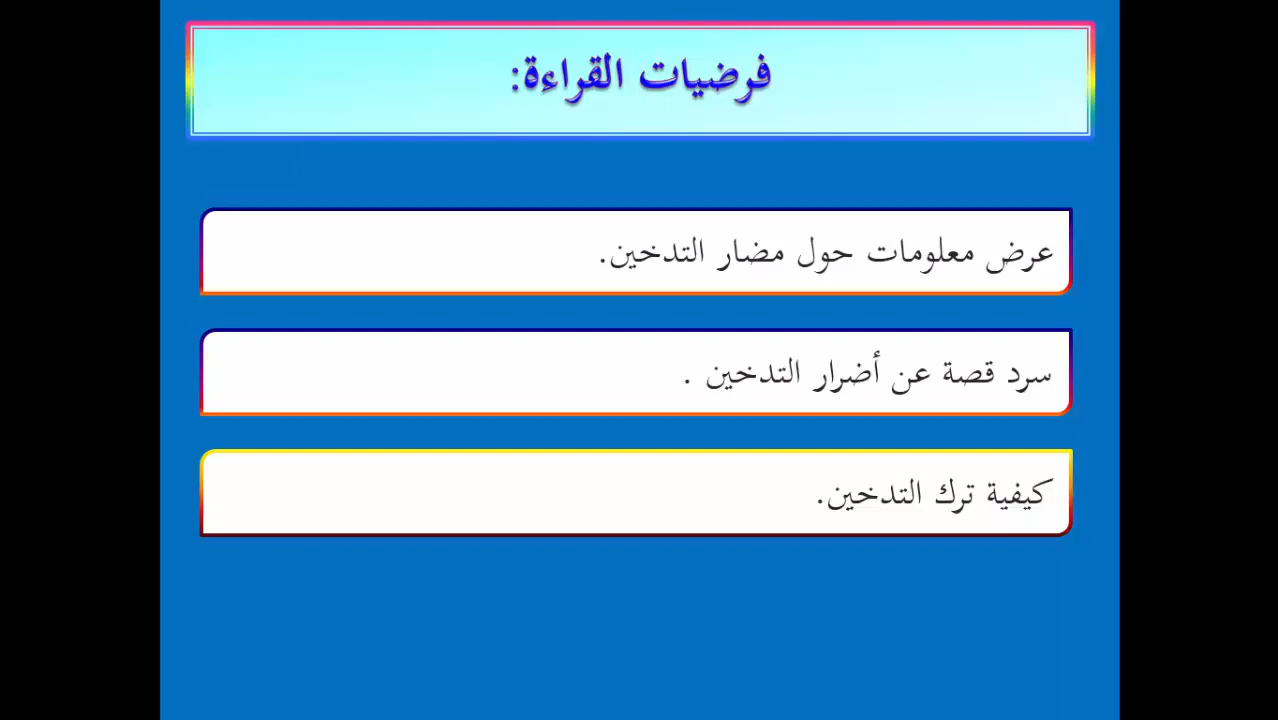 فرضيات القراءة:
عرض معلومات حول مضار التدخين.
سرد قصة عن أضرار التدخين .
كيفية ترك التدخين.